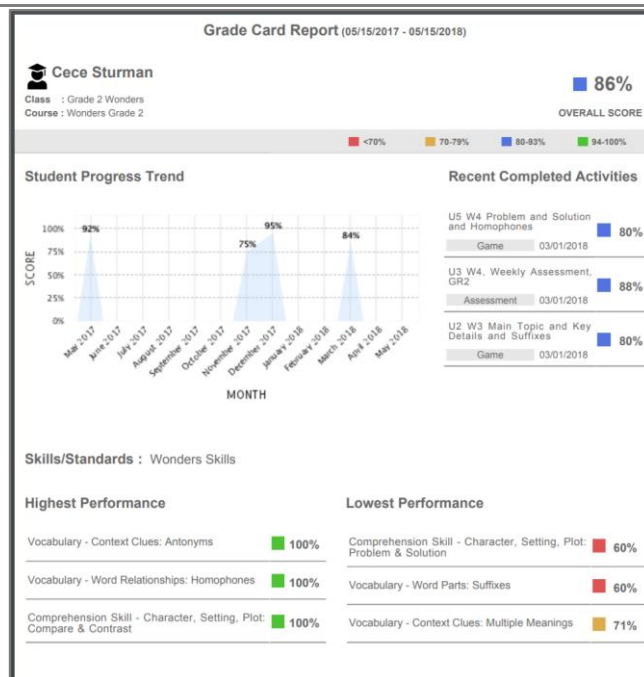 Grade Card Report (05/15/2017 - 05/15/2018)
Cece Sturman
Class : Grade 2 Wonders
Course : Wonders Grade 2
86%
OVERALL SCORE
<70%
70-79%
80-93%
94-100%
Student Progress Trend
SCORE
100%
75%
50%
25%
0%
92%
75%
95%
84%
May 2017
June 2017
July 2017
August 2017
September 2017
October 2017
November 2017
December 2017
January 2018
February 2018
March 2018
April 2018
May 2018
MONTH
Recent Completed Activities
U5 W4 Problem and Solution
and Homophones
80%
Game 03/01/2018
U3 W4, Weekly Assessment,
GR2
88%
Assessment 03/01/2018
U2 W3 Main Topic and Key
Details and Suffixes
80%
Game 03/01/2018
Skills/Standards : Wonders Skills
Highest Performance
Vocabulary - Context Clues: Antonyms 100%
Vocabulary - Word Relationships: Homophones 100%
Comprehension Skill - Character, Setting, Plot:
Compare & Contrast
100%
Lowest Performance
Comprehension Skill - Character, Setting, Plot:
Problem & Solution
60%
Vocabulary - Word Parts: Suffixes 60%
Vocabulary - Context Clues: Multiple Meanings 71%